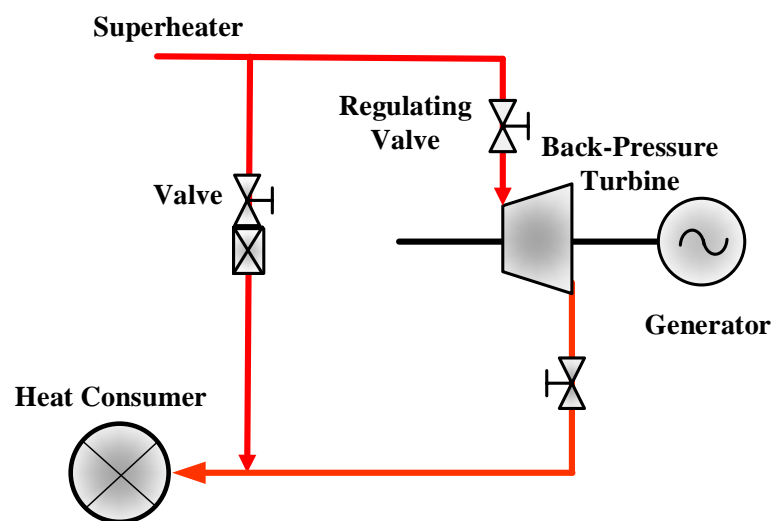 Superheater
Regulating
Valve
Back-Pressure
Turbine
Valve
Generator
Heat Consumer